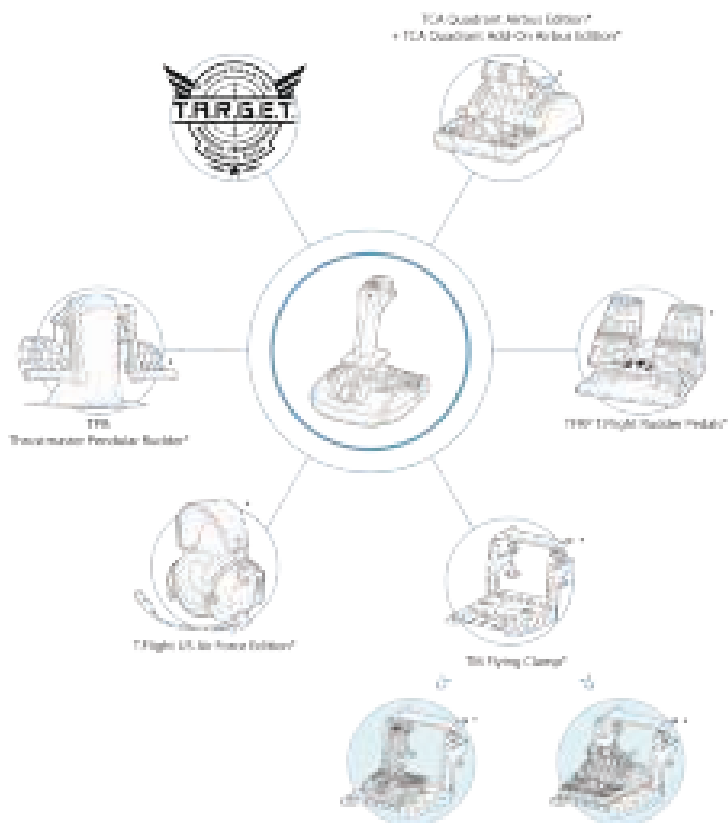 TCA Quadrant Airbus Edition*
+ TCA Quadrant Add-On Airbus Edition*
T.A.R.G.E.T.
TPR
Thrustmaster Pendular Rudder*
TFRP T.Flight Rudder Pedals*
T.Flight US Air Force Edition*
TM Flying Clamp*